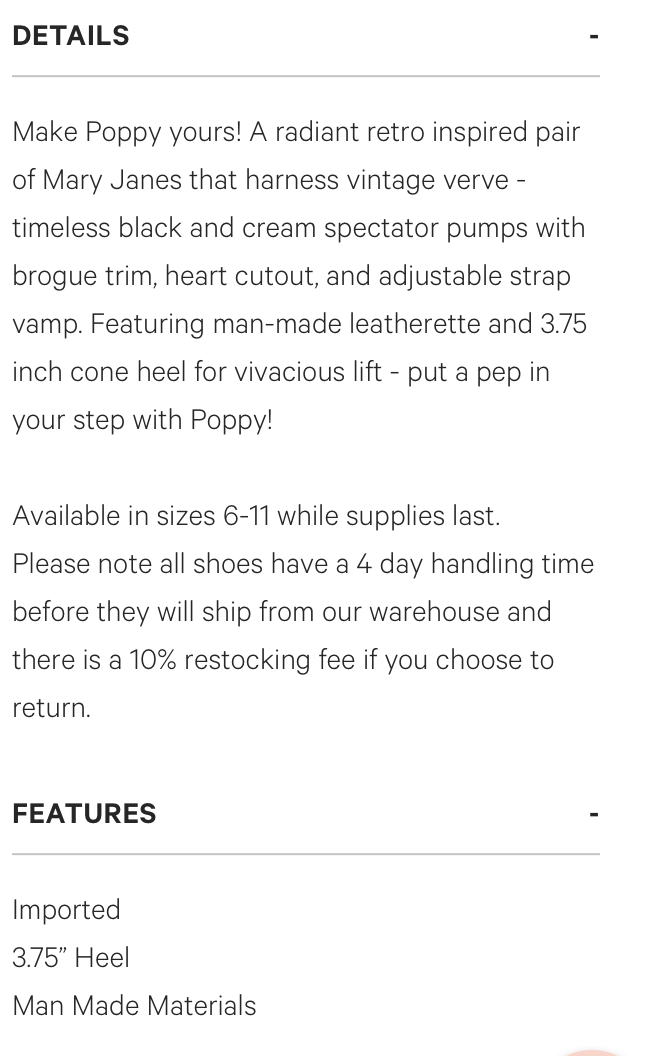 DETAILS -
Make Poppy yours! A radiant retro inspired pair
of Mary Janes that harness vintage verve -
timeless black and cream spectator pumps with
brogue trim, heart cutout, and adjustable strap
vamp. Featuring man-made leatherette and 3.75
inch cone heel for vivacious lift - put a pep in
your step with Poppy!
Available in sizes 6-11 while supplies last.
Please note all shoes have a 4 day handling time
before they will ship from our warehouse and
there is a 10% restocking fee if you choose to
return.
FEATURES -
Imported
3.75” Heel
Man Made Materials